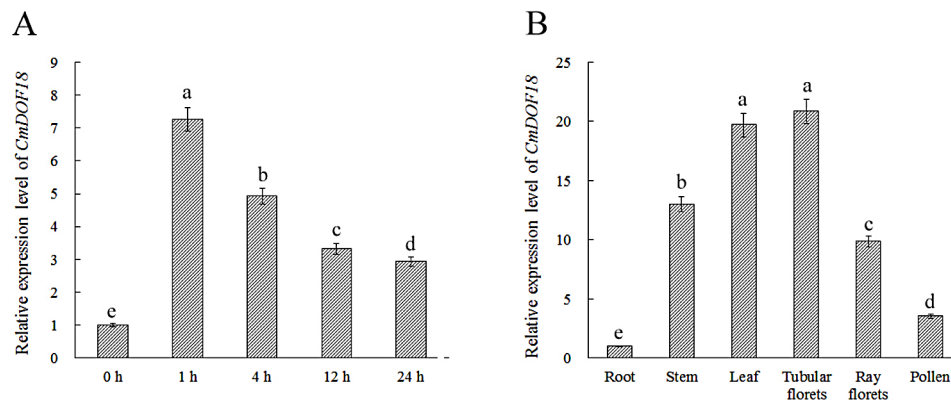 A
Relative expression level of CmDOF18
9
8
7
6
5
4
3
2
1
0
e
a
b
c
d
0 h 1 h 4 h 12 h 24 h
B
Relative expression level of CmDOF18
25
20
15
10
5
0
e
b
a
a
c
d
Root Stem Leaf Tubular florets Ray florets Pollen